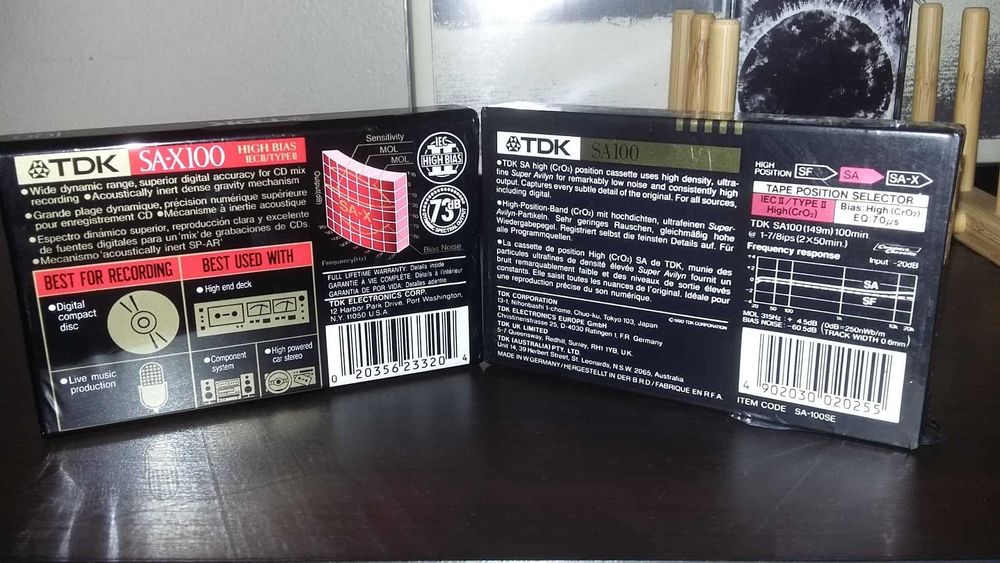 TDK SA-X100 HIGH BIAS
IECII/TYPE II
•Wide dynamic range, superior digital accuracy for CD mix
recording •Acoustically inert dense gravity mechanism
•Grande plage dynamique, précision numérique supérieure
pour enregistrement CD •Mécanisme à inertie acoustique
•Espectro dinámico superior, reproducción clara y excelente
de fuentes digitales para un'mix'de grabaciones de CDs.
•Mecanismo 'acoustically inert SP-AR'
BEST FOR RECORDING
•Digital
compact
disc
•Live music
production
BEST USED WITH
•High end deck
•Component
system
•High powered
car stereo
Sensitivity
MOL
MOL
Output(dB)
SA-X
Frequency(Hz)
Bias Noise
IEC
II
HIGH BIAS
73dB
FULL LIFETIME WARRANTY: Details inside
GARANTIE À VIE COMPLÈTE: Détails à l'intérieur
GARANTIA DE POR VIDA: Detalles adentro
TDK ELECTRONICS CORP.
12 Harbor Park Drive, Port Washington,
N.Y. 11050 U.S.A.
0 20356 23320 4
TDK SA100
•TDK SA high (CrO2) position cassette uses high density, ultra-
fine Super Avilyn for remarkably low noise and consistently high
output. Captures every subtle detail of the original. For all sources,
including digital.
•High-Position-Band (CrO2) mit hochdichten, ultrafeinen Super-
Avilyn-Partikeln. Sehr geringes Rauschen, gleichmäßig hohe
Wiedergabepegel. Registriert selbst die feinsten Details auf. Für
alle Programmquellen.
•La cassette de position High (CrO2) SA de TDK, munie des
particules ultrafines de densité élevée Super Avilyn fournit un
bruit remarquablement faible et des niveaux de sortie élevés
constants. Elle saisit toutes les nuances de l'original. Idéale pour
une reproduction précise du son numérique.
TDK CORPORATION
13-1, Nihonbashi 1-chome, Chuo-ku, Tokyo 103, Japan
TDK ELECTRONICS EUROPE GmbH
Christinenstrasse 25, D-4030 Ratingen 1, F.R. Germany
TDK UK LIMITED
5-7 Queensway, Redhill, Surrey, RH1 1YB, U.K.
TDK (AUSTRALIA) PTY. LTD.
Unit 14, 39 Herbert Street, St. Leonards, N.S.W. 2065, Australia
MADE IN W.GERMANY/HERGESTELLT IN DER B.R.D/FABRIQUE EN R.F.A.
© 1990 TDK CORPORATION
HIGH
POSITION
SF
SA
SA-X
TAPE POSITION SELECTOR
IECII/TYPE II
High(CrO2)
Bias: High (CrO2)
EQ 70µs
TDK SA100(149m)100min.
@ 1-7/8ips (2×50min.)
Frequency response
Input -20dB
SA
SF
20 50 100 1k 10k 20k
MOL 315Hz: + 4.5dB (0dB=250nWb/m
BIAS NOISE: -60.5dB (TRACK WIDTH 0.6mm)
4 902030 020255
ITEM CODE SA-100SE